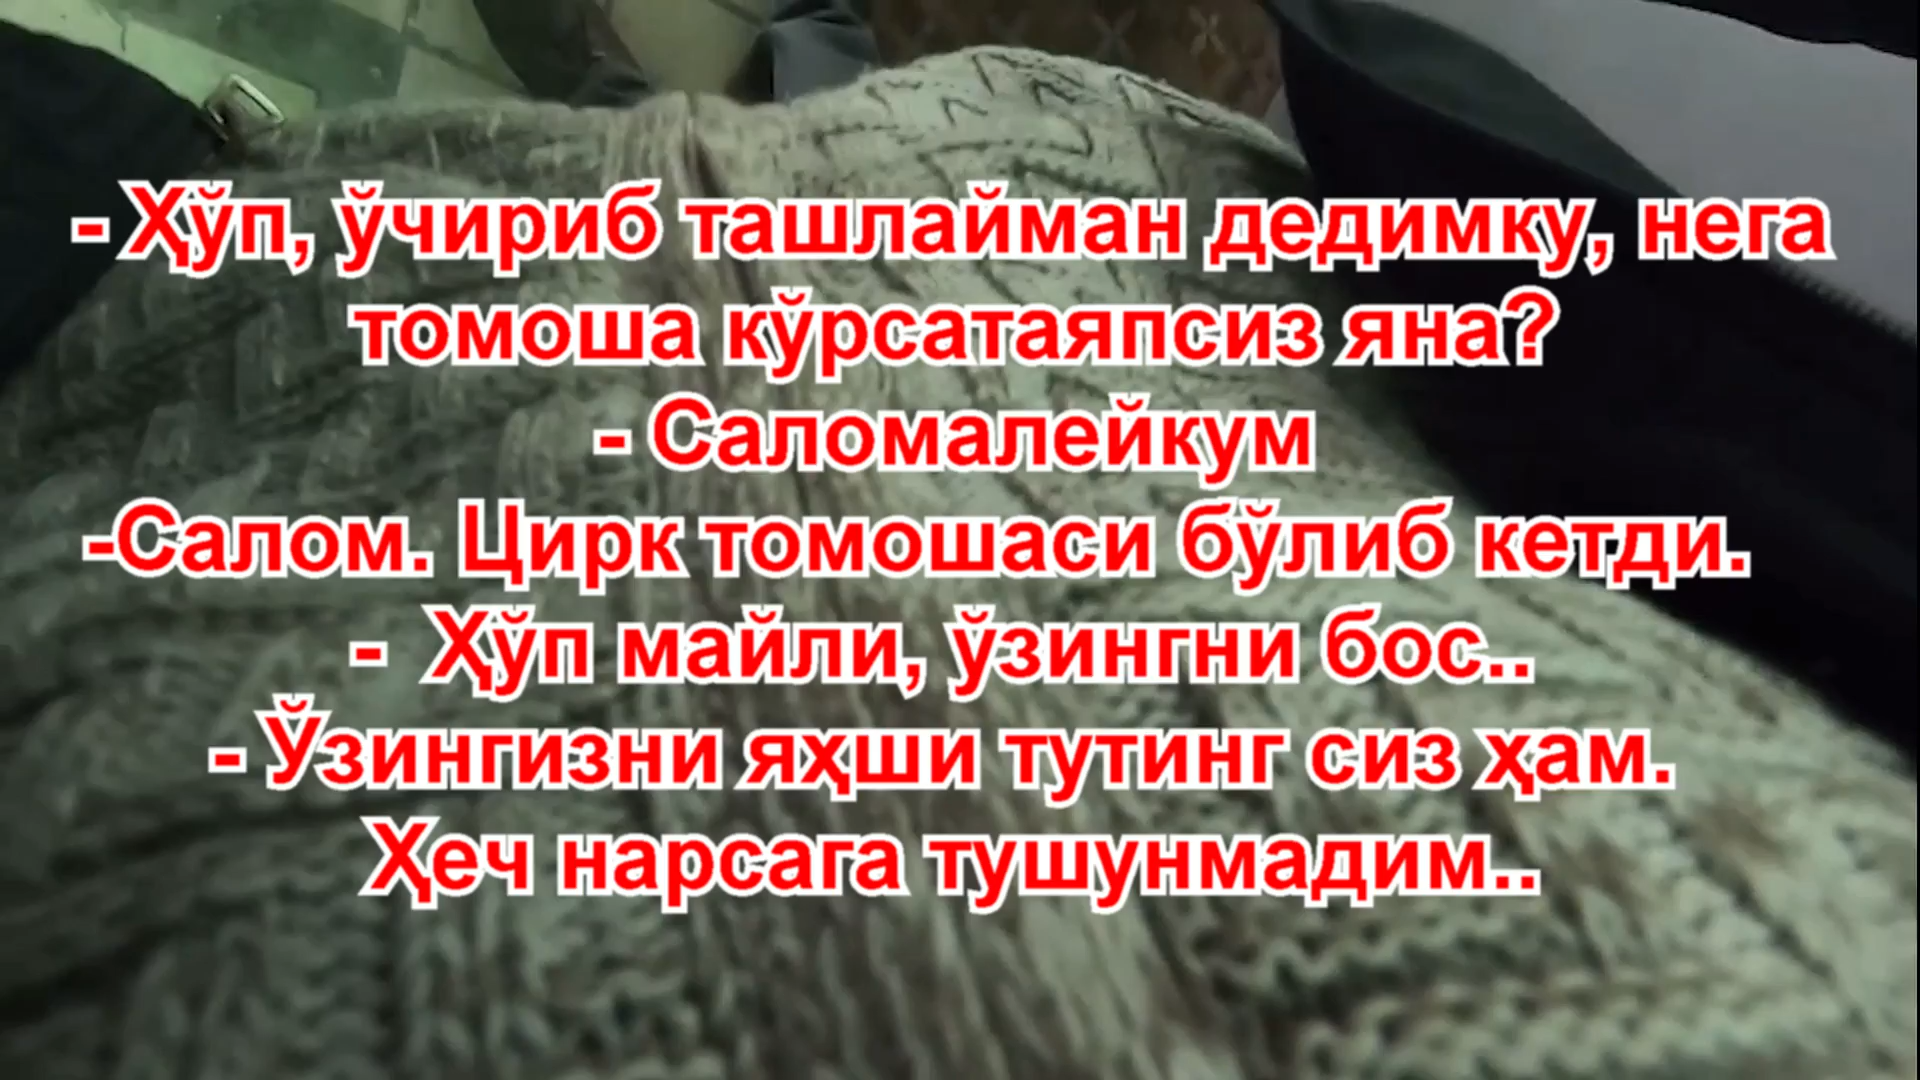 - Ҳўп, ўчириб ташлайман дедимку, нега
томоша кўрсатаяпсиз яна?
- Саломалейкум
-Салом. Цирк томошаси бўлиб кетди.
- Ҳўп майли, ўзингни бос..
- Ўзингизни яҳши тутинг сиз ҳам.
Ҳеч нарсага тушунмадим..